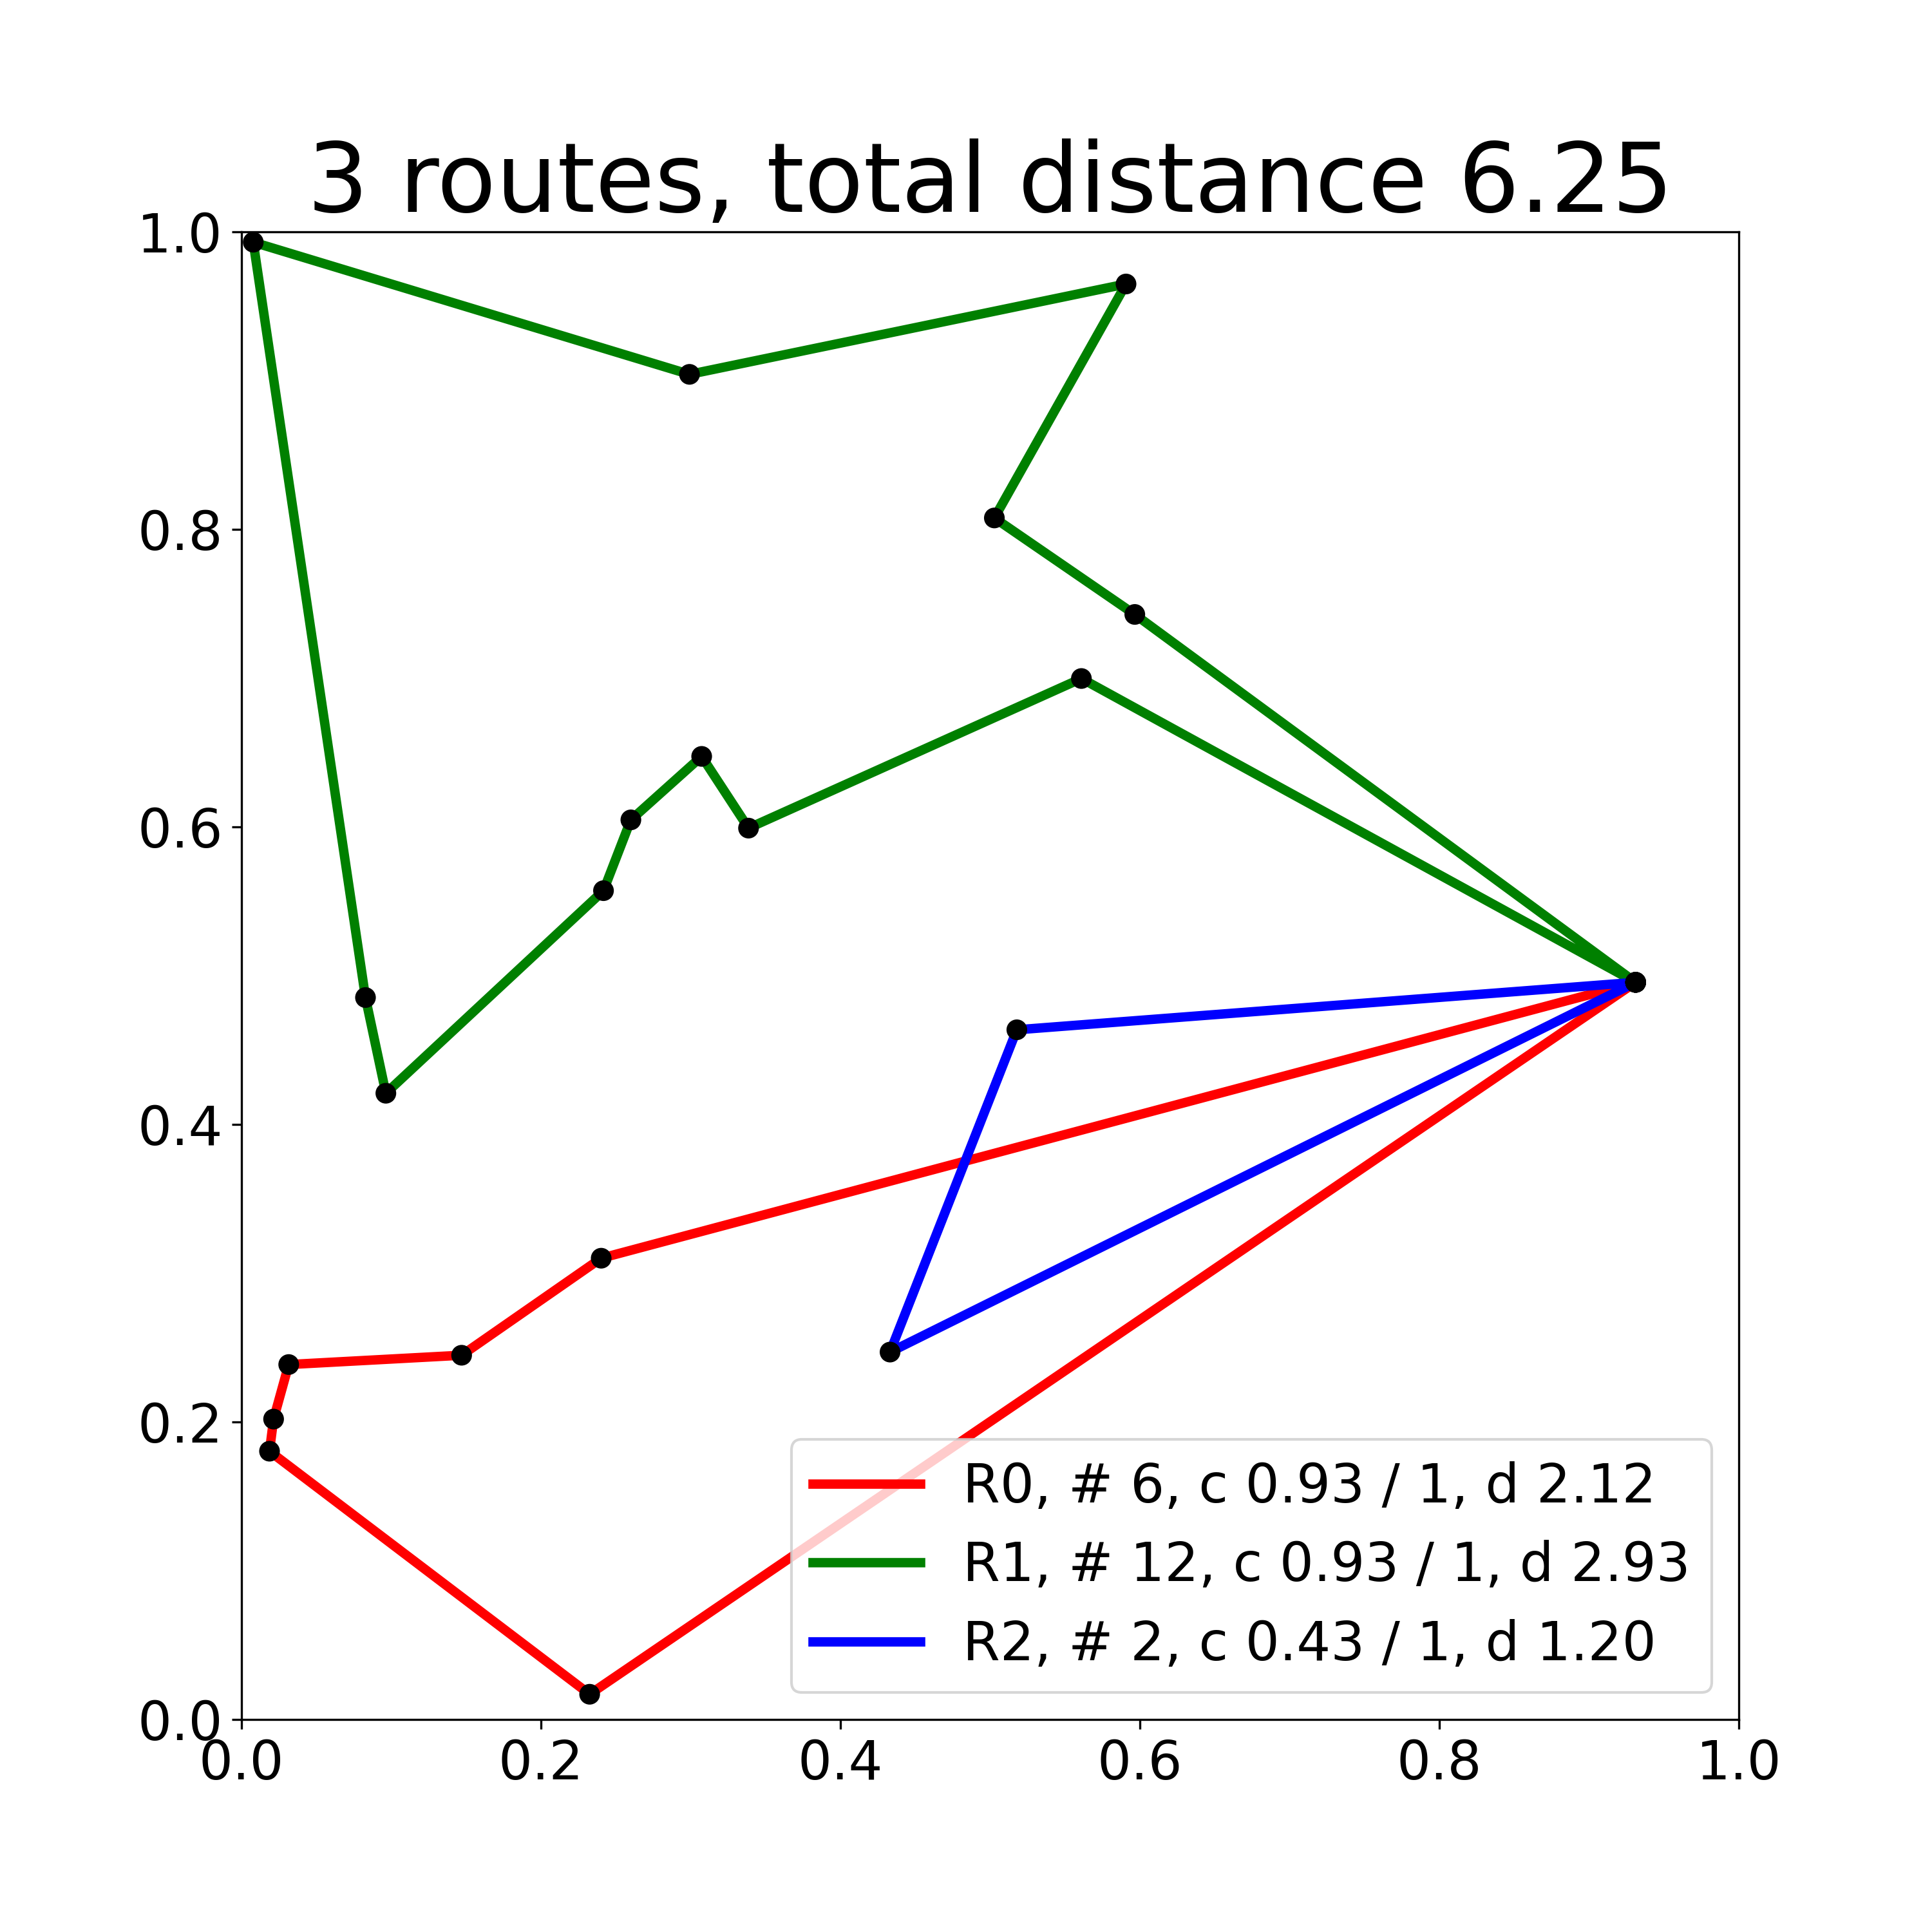 3 routes, total distance 6.25
1.0
0.8
0.6
0.4
0.2
0.0
R0, # 6, c 0.93 / 1, d 2.12
R1, # 12, c 0.93 / 1, d 2.93
R2, # 2, c 0.43 / 1, d 1.20
0.0 0.2 0.4 0.6 0.8 1.0